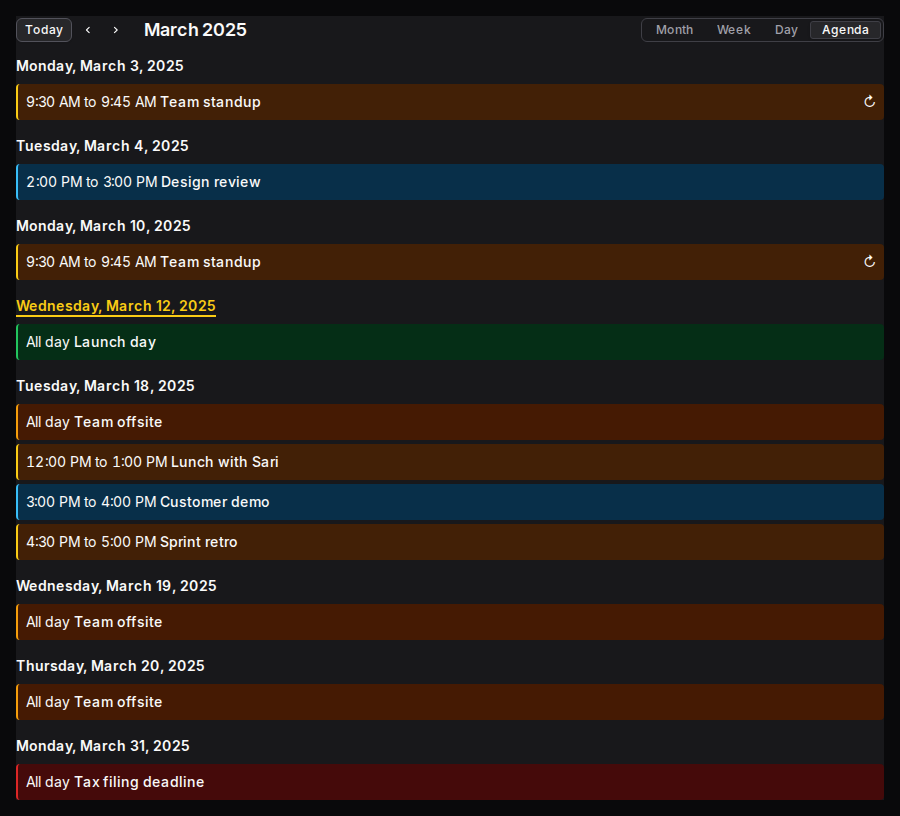 Today ‹ › March 2025 Month Week Day Agenda
Monday, March 3, 2025
9:30 AM to 9:45 AM Team standup ↻
Tuesday, March 4, 2025
2:00 PM to 3:00 PM Design review
Monday, March 10, 2025
9:30 AM to 9:45 AM Team standup ↻
Wednesday, March 12, 2025
All day Launch day
Tuesday, March 18, 2025
All day Team offsite
12:00 PM to 1:00 PM Lunch with Sari
3:00 PM to 4:00 PM Customer demo
4:30 PM to 5:00 PM Sprint retro
Wednesday, March 19, 2025
All day Team offsite
Thursday, March 20, 2025
All day Team offsite
Monday, March 31, 2025
All day Tax filing deadline